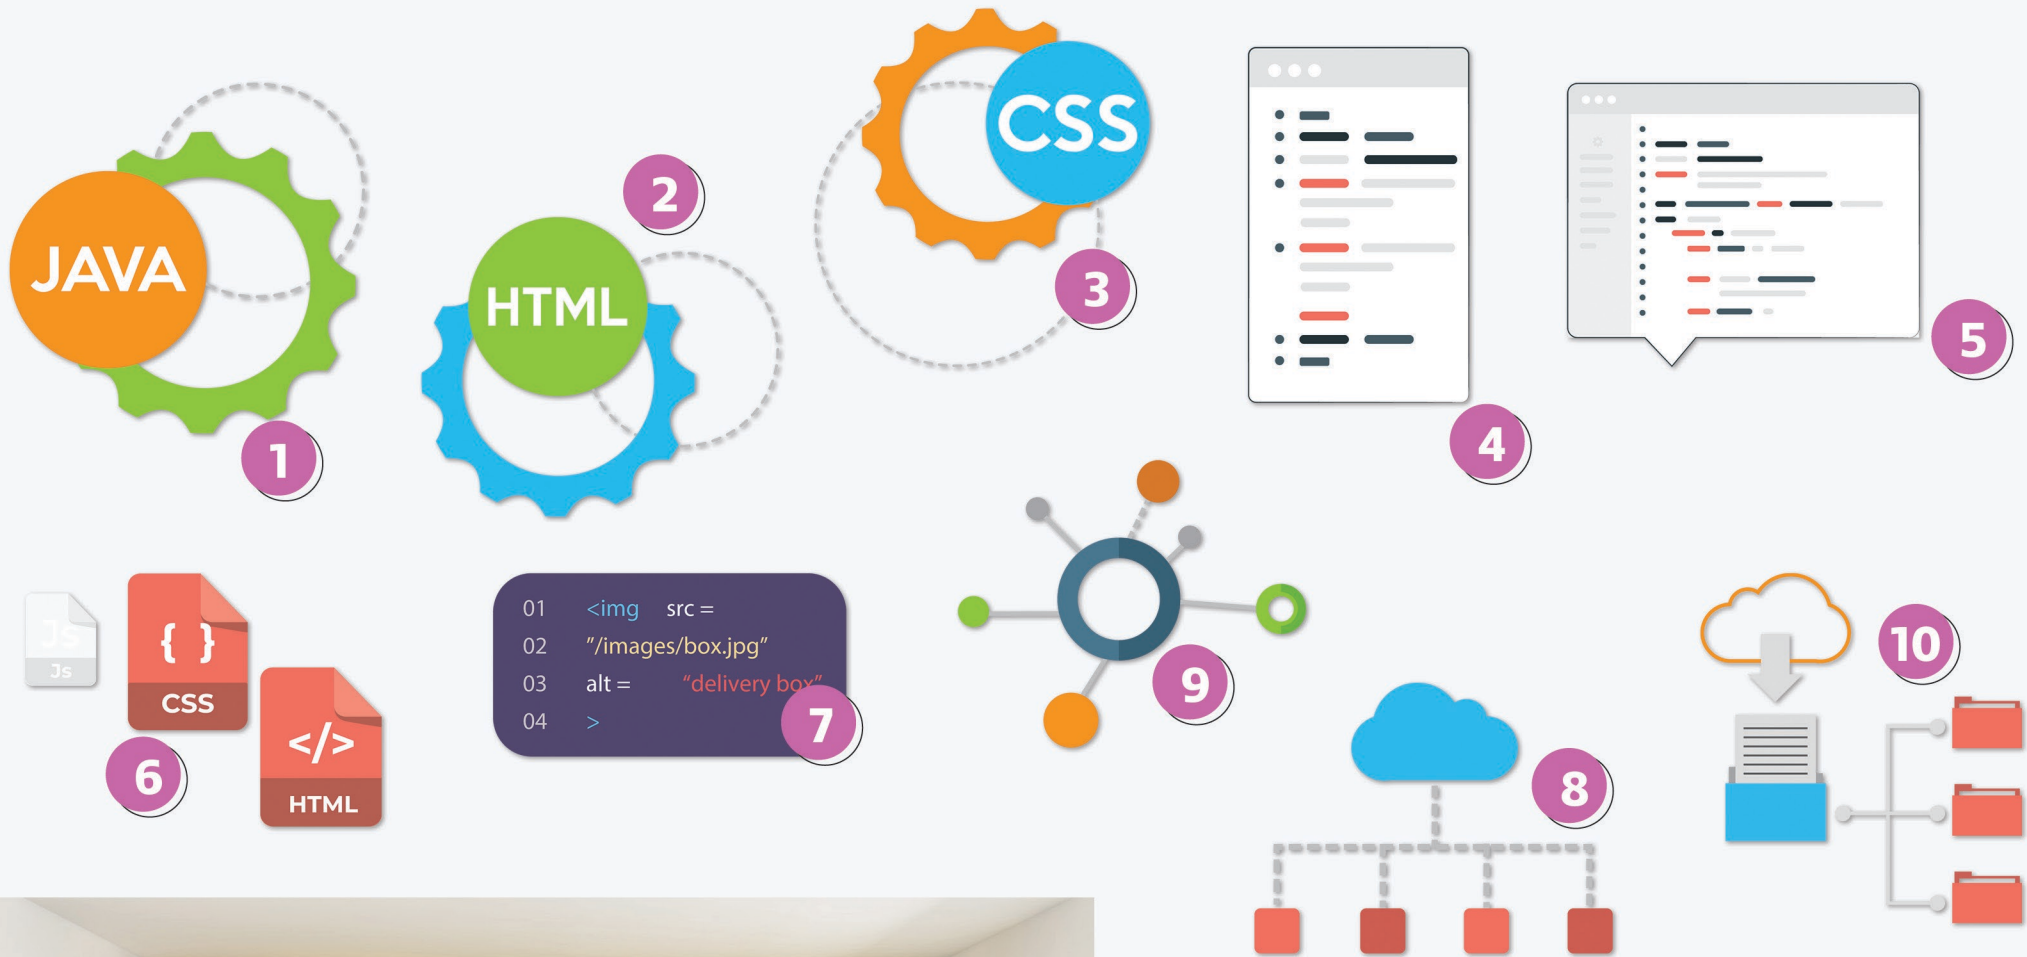 JAVA
1
HTML
2
CSS
3
4
5
Js
Js
{ }
CSS
</>
HTML
6
01 <img src =
02 "/images/box.jpg"
03 alt = “delivery box”
04 >
7
9
8
10